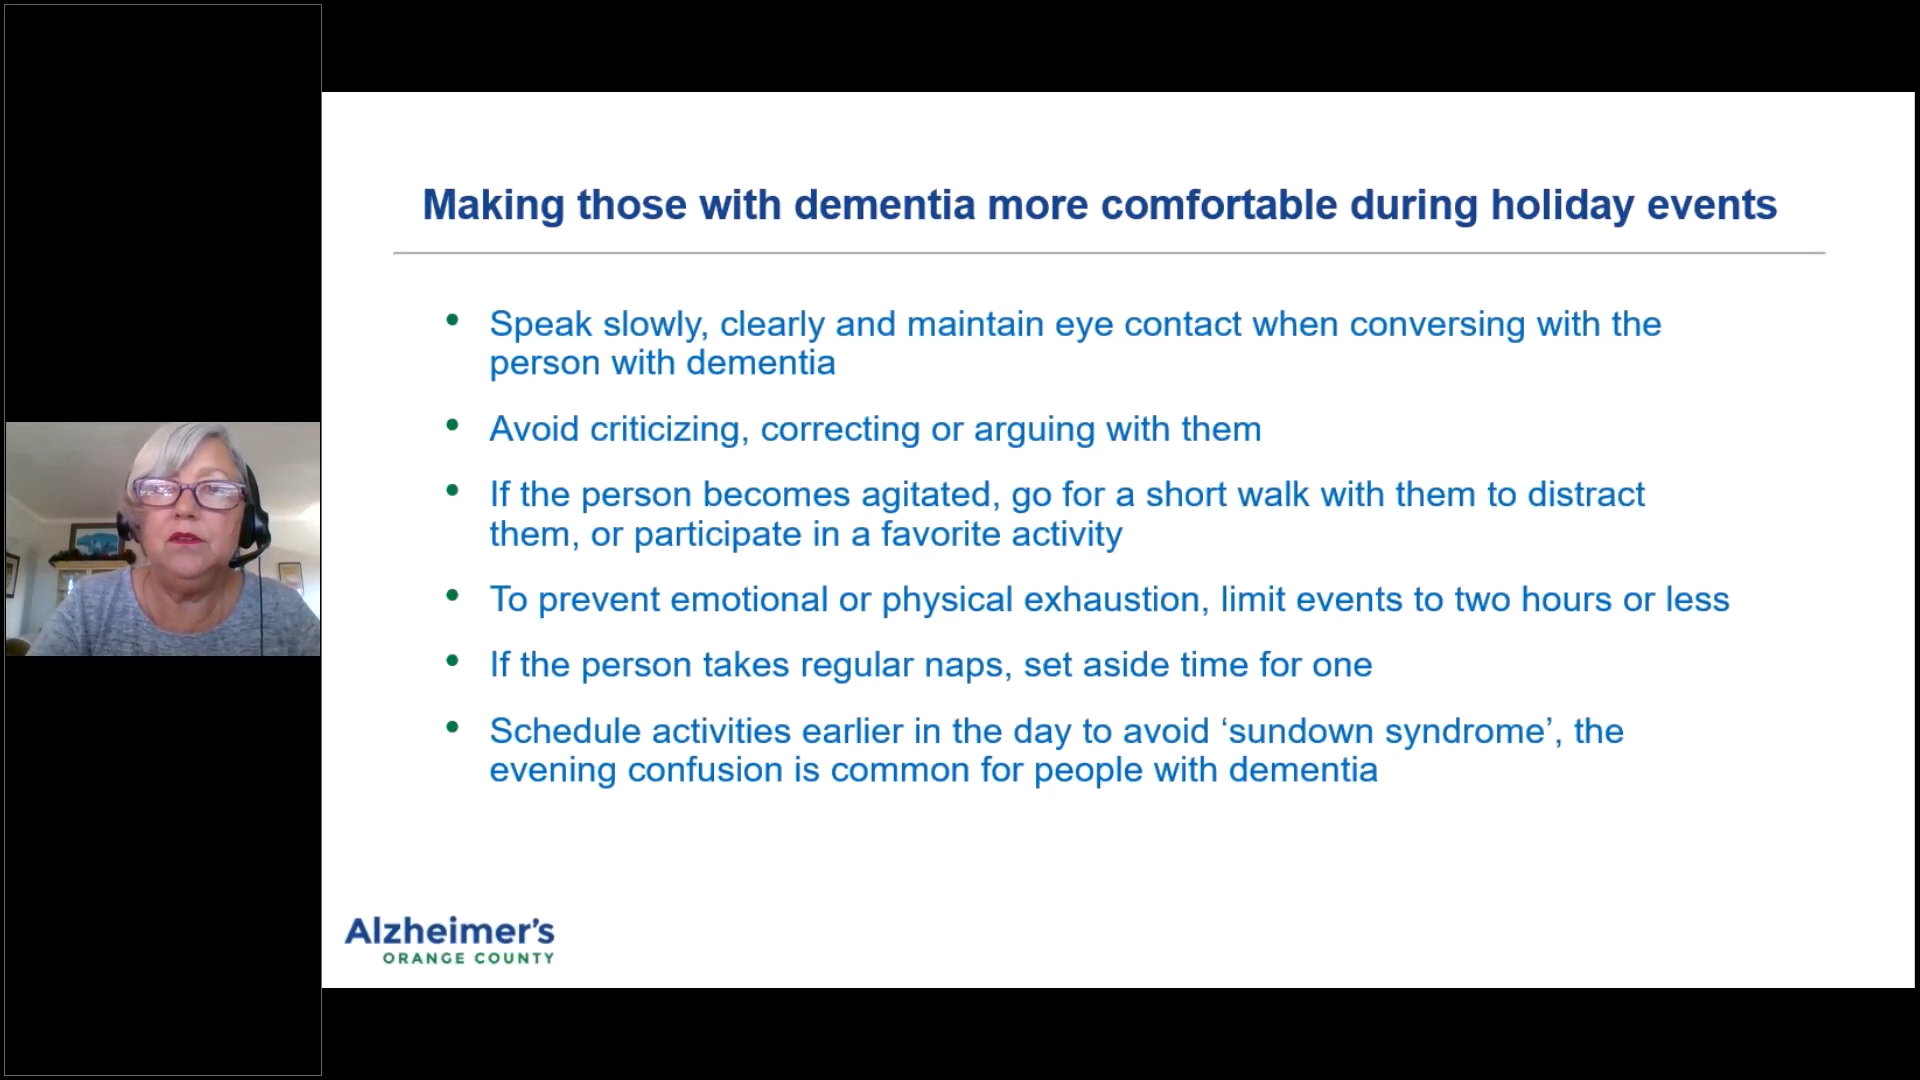 Making those with dementia more comfortable during holiday events
• Speak slowly, clearly and maintain eye contact when conversing with the
person with dementia
• Avoid criticizing, correcting or arguing with them
• If the person becomes agitated, go for a short walk with them to distract
them, or participate in a favorite activity
• To prevent emotional or physical exhaustion, limit events to two hours or less
• If the person takes regular naps, set aside time for one
• Schedule activities earlier in the day to avoid ‘sundown syndrome’, the
evening confusion is common for people with dementia
Alzheimer's
ORANGE COUNTY